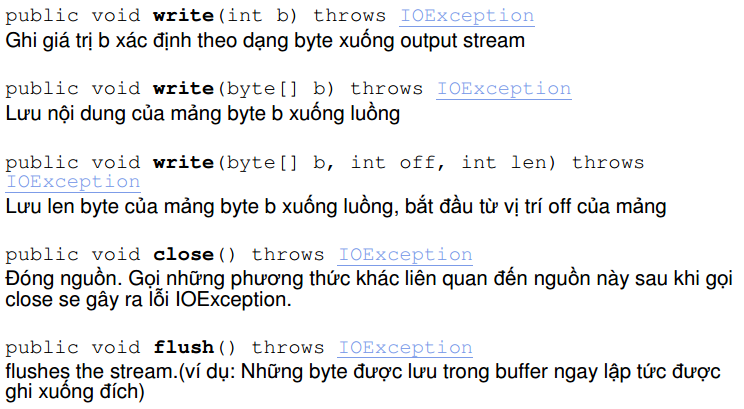 public void write(int b) throws IOException
Ghi giá trị b xác định theo dạng byte xuống output stream
public void write(byte[] b) throws IOException
Lưu nội dung của mảng byte b xuống luồng
public void write(byte[] b, int off, int len) throws
IOException
Lưu len byte của mảng byte b xuống luồng, bắt đầu từ vị trí off của mảng
public void close() throws IOException
Đóng nguồn. Gọi những phương thức khác liên quan đến nguồn này sau khi gọi
close se gây ra lỗi IOException.
public void flush() throws IOException
flushes the stream.(ví dụ: Những byte được lưu trong buffer ngay lập tức được
ghi xuống đích)